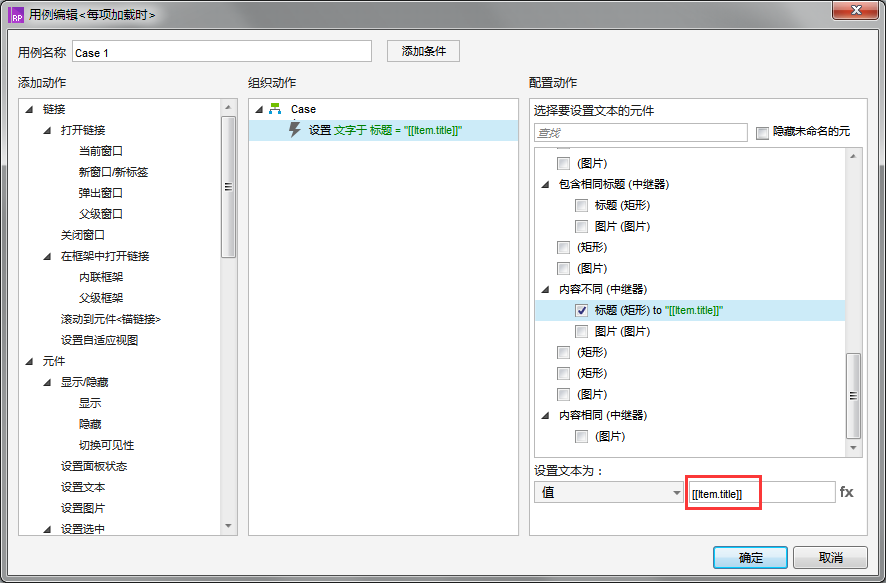 RP 用例编辑<每项加载时>
用例名称 Case 1 添加条件
添加动作
链接
打开链接
当前窗口
新窗口/新标签
弹出窗口
父级窗口
关闭窗口
在框架中打开链接
内联框架
父级框架
滚动到元件<锚链接>
设置自适应视图
元件
显示/隐藏
显示
隐藏
切换可见性
设置面板状态
设置文本
设置图片
设置选中
组织动作
Case
设置 文字于 标题 = "[[Item.title]]"
配置动作
选择要设置文本的元件
查找 隐藏未命名的元
(图片)
包含相同标题 (中继器)
标题 (矩形)
图片 (图片)
(矩形)
(图片)
内容不同 (中继器)
标题 (矩形) to "[[Item.title]]"
图片 (图片)
(矩形)
(矩形)
(图片)
内容相同 (中继器)
(图片)
设置文本为：
值 [[Item.title]] fx
确定 取消